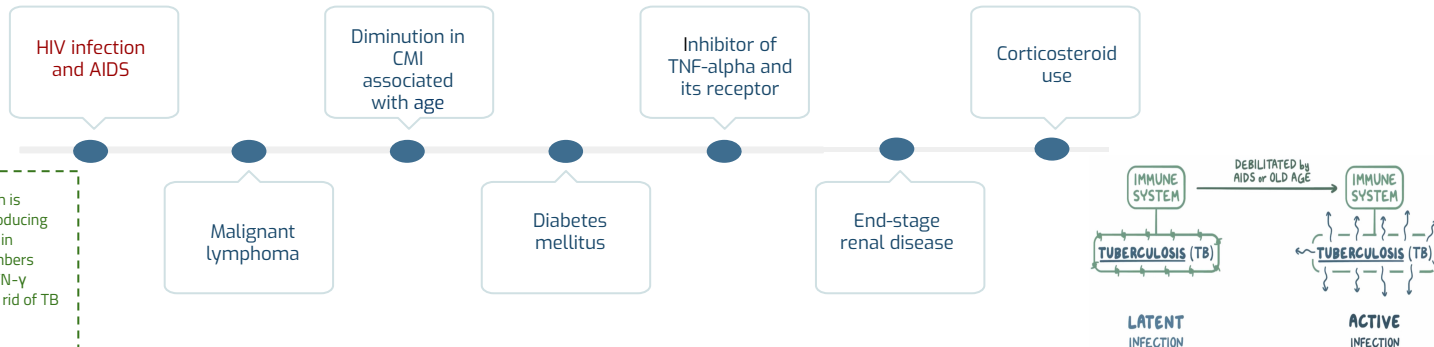 HIV infection
and AIDS
Diminution in
CMI
associated
with age
Inhibitor of
TNF-alpha and
its receptor
Corticosteroid
use
Malignant
lymphoma
Diabetes
mellitus
End-stage
renal disease
is
in
rid of TB
IMMUNE
SYSTEM
DEBILITATED by
AIDS or OLD AGE
IMMUNE
SYSTEM
TUBERCULOSIS (TB)
TUBERCULOSIS (TB)
LATENT
INFECTION
ACTIVE
INFECTION